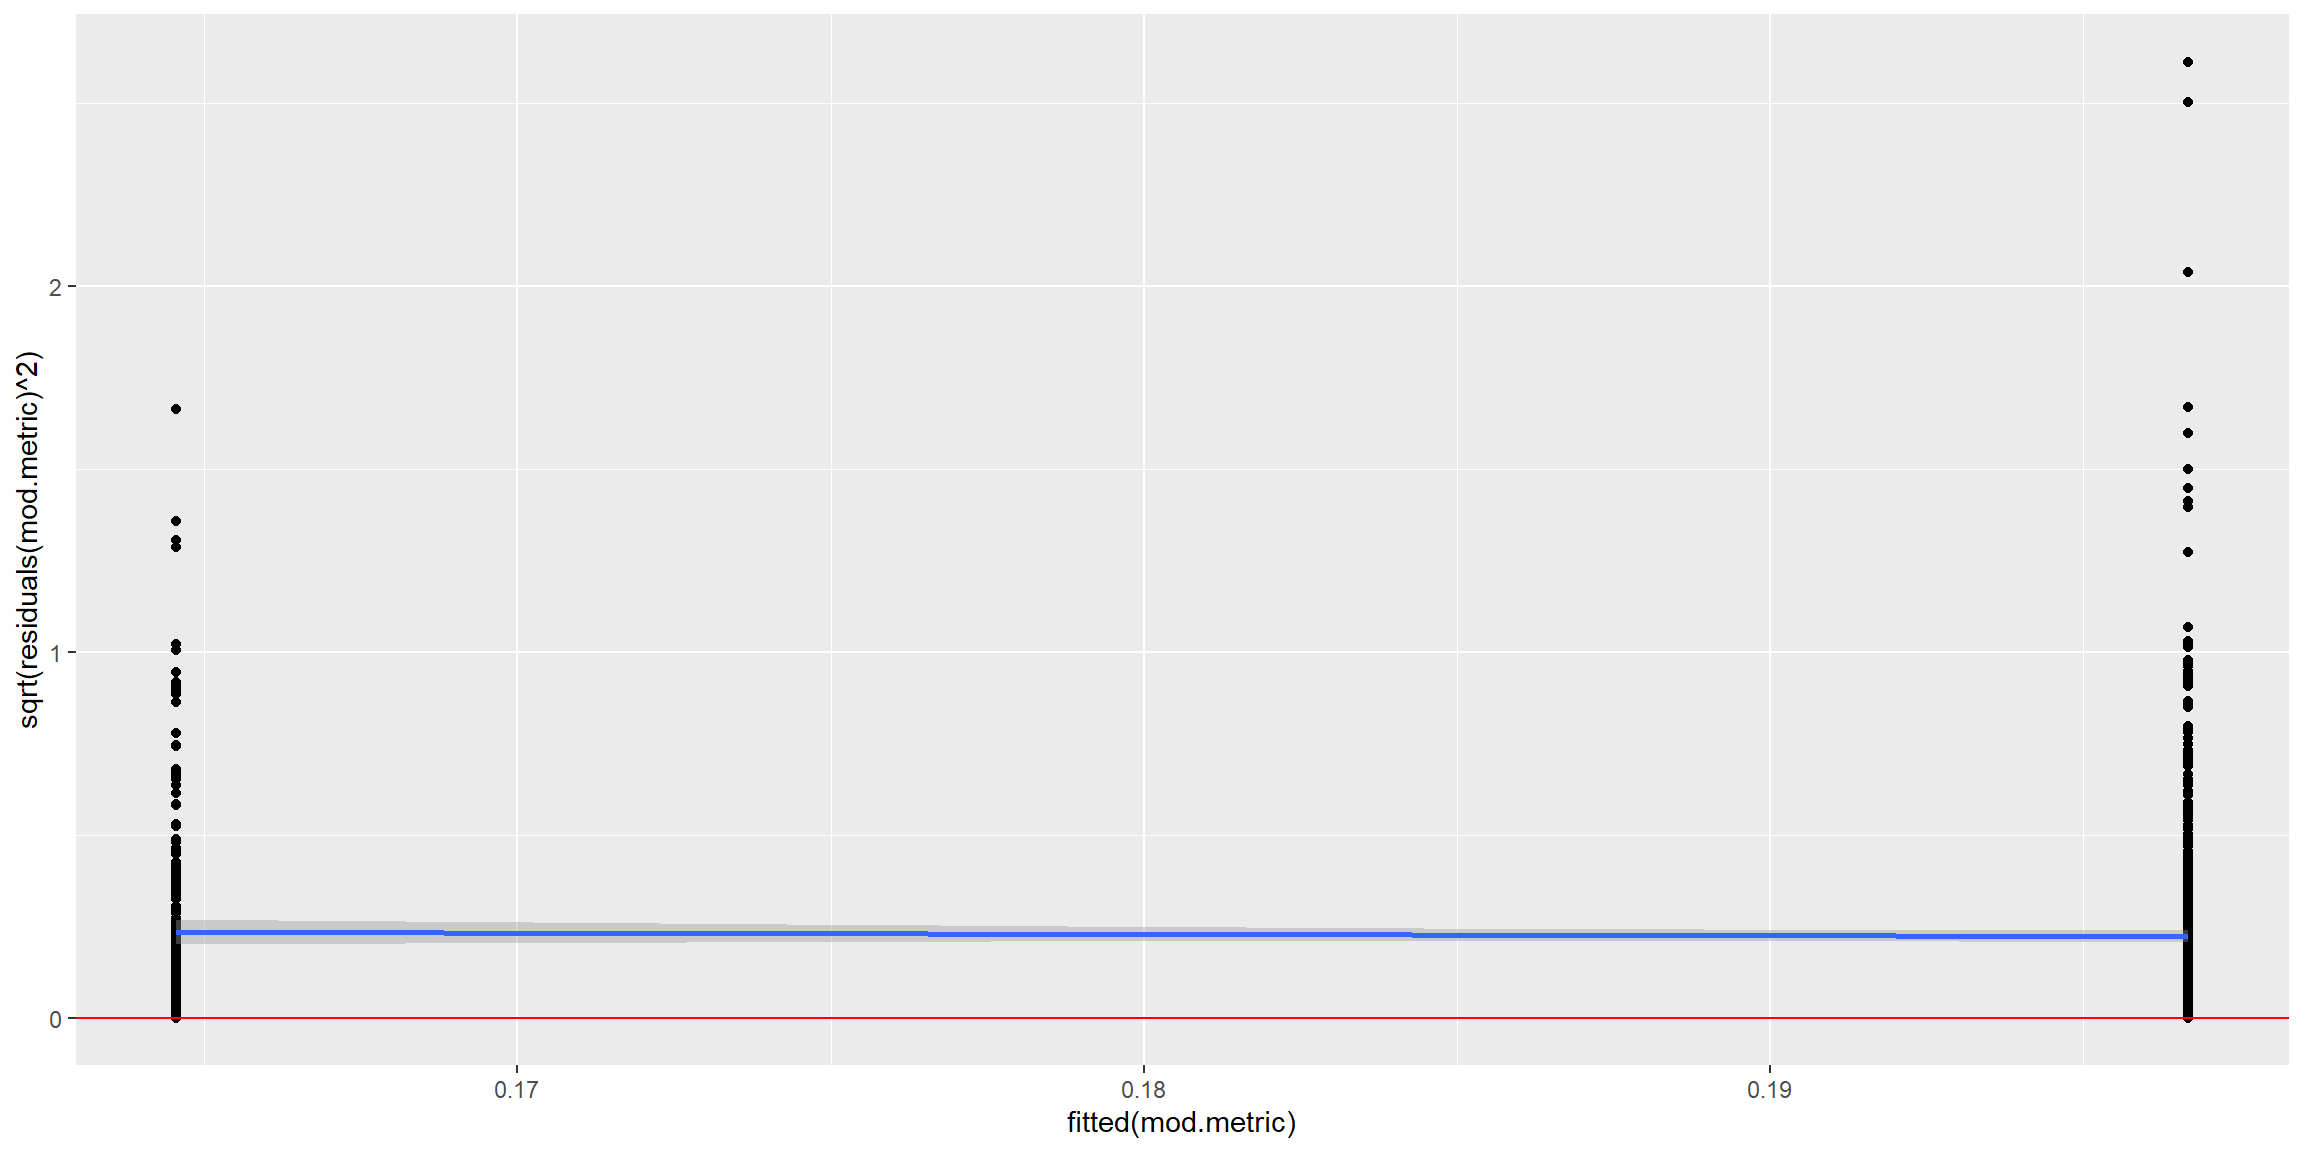 sqrt(residuals(mod.metric)^2)
2
1
0
0.17 0.18 0.19
fitted(mod.metric)